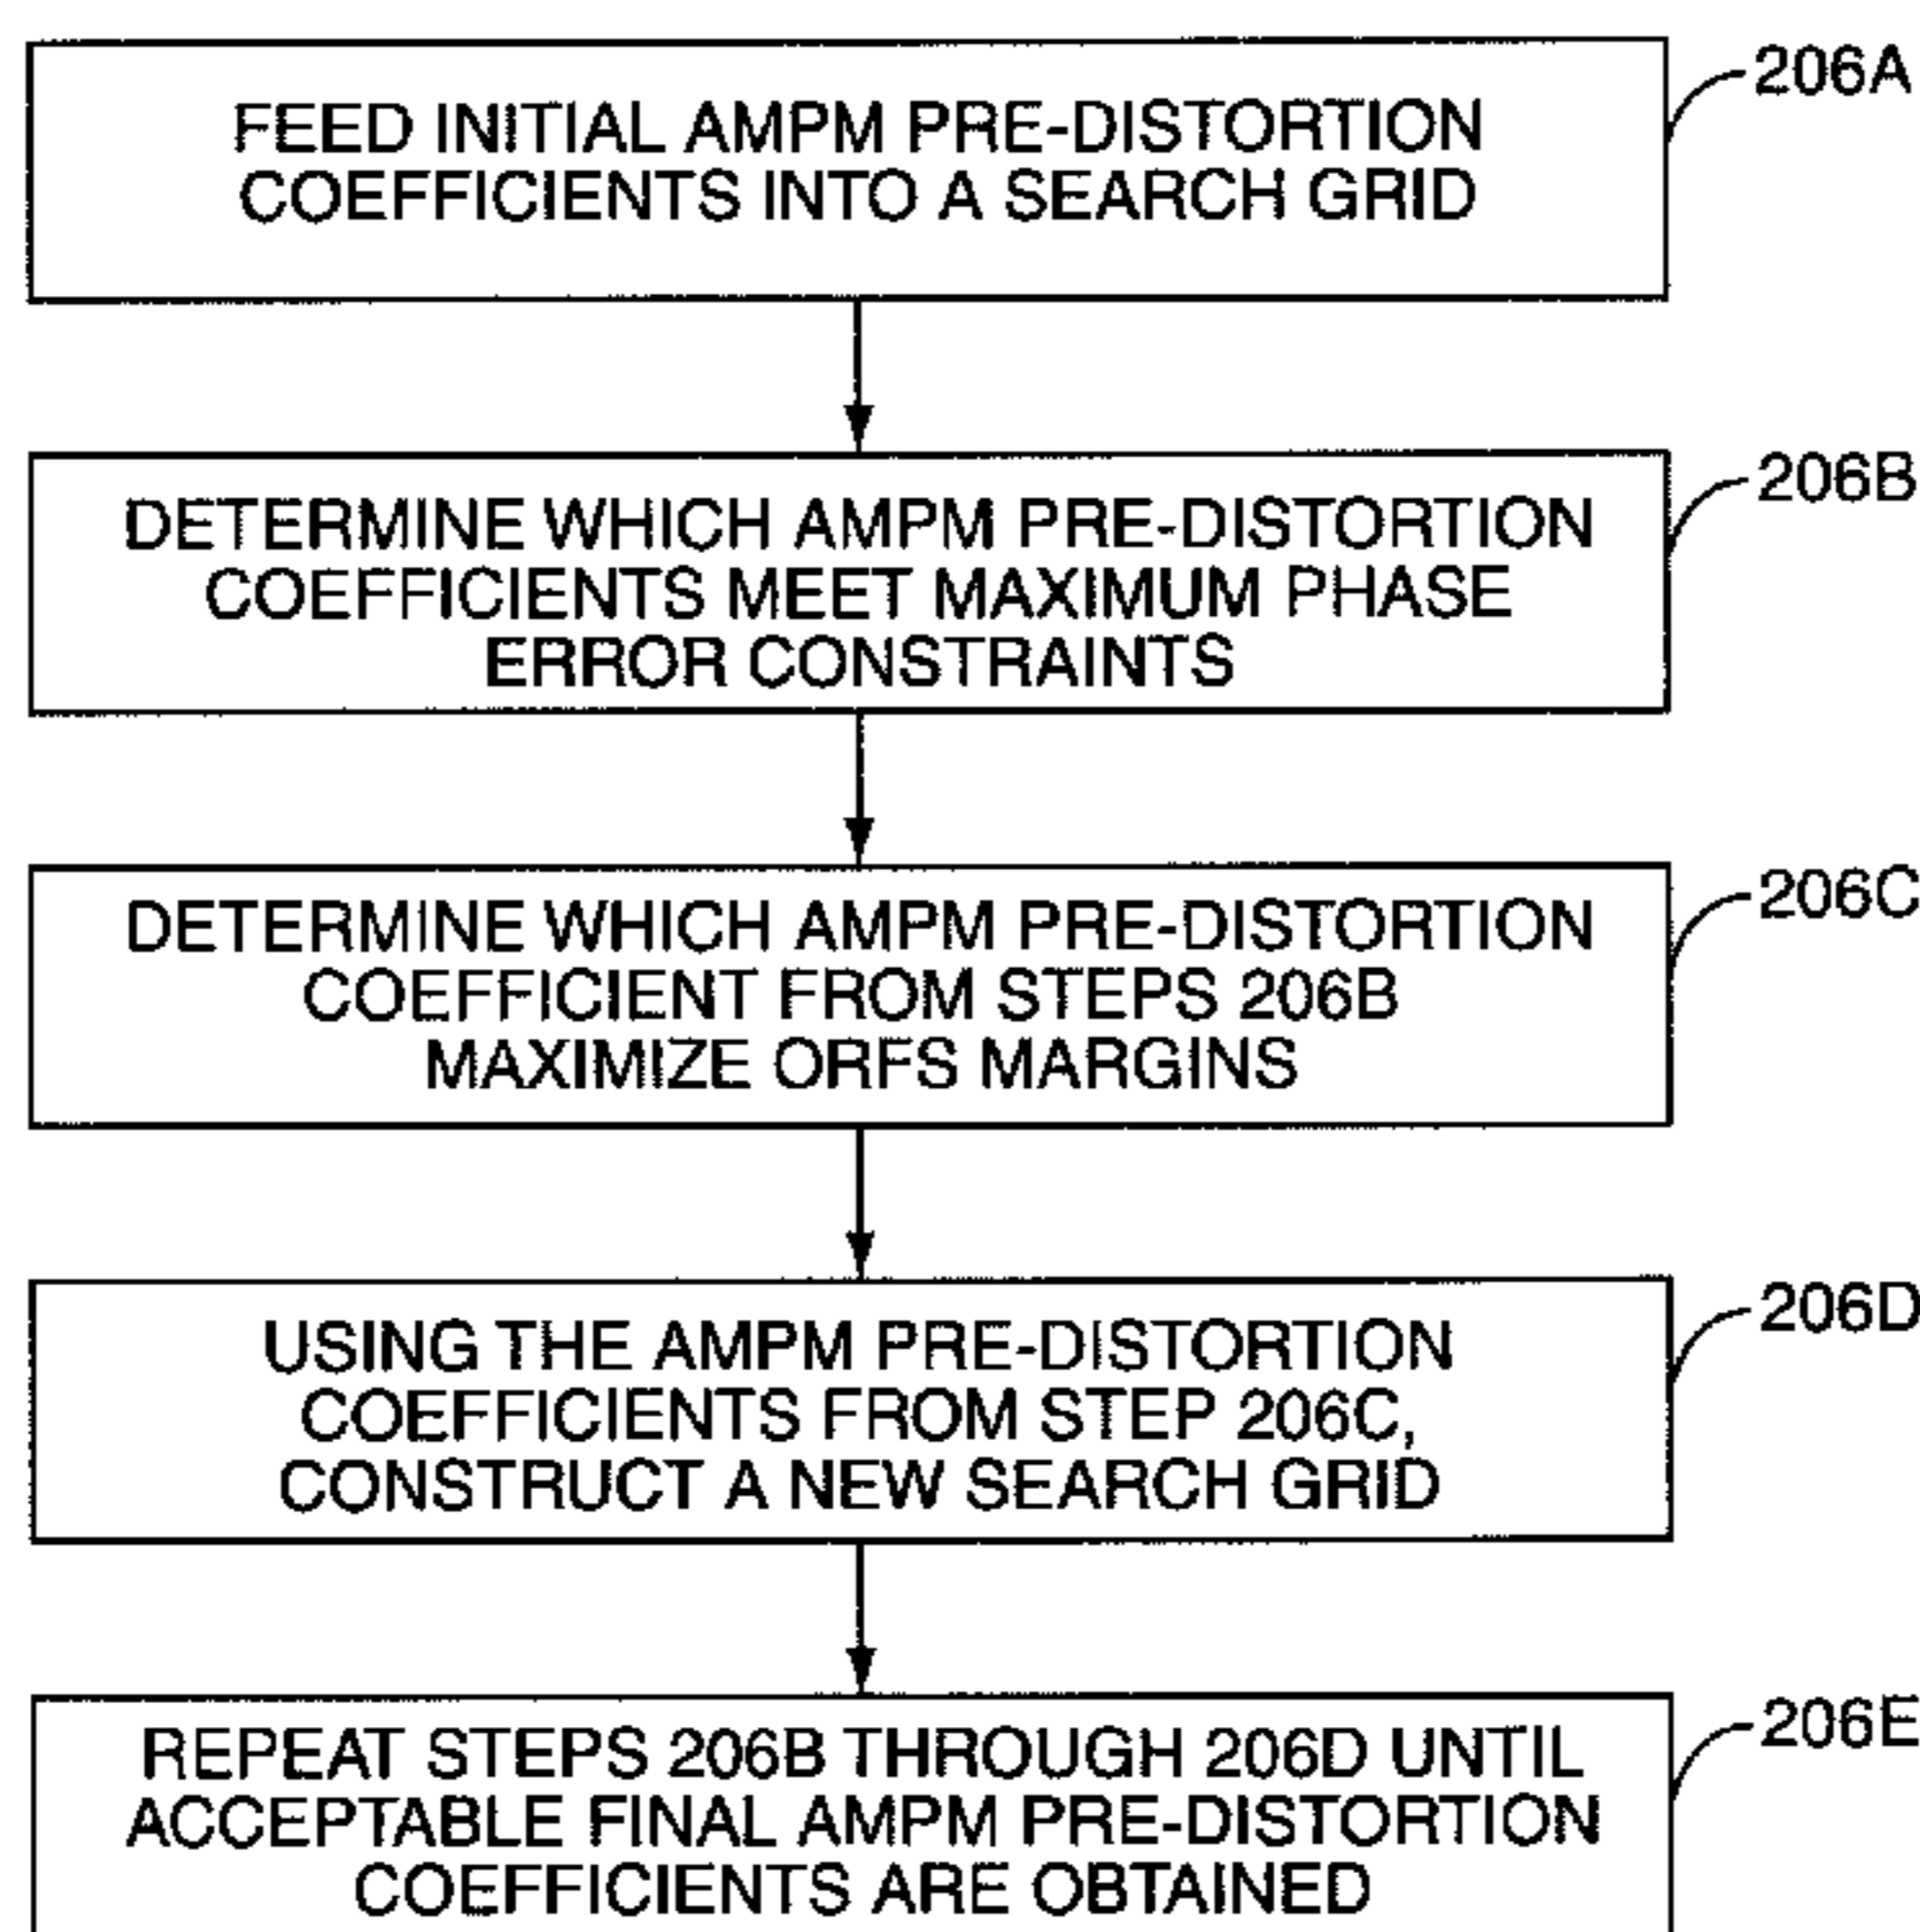 206A
FEED INITIAL AMPM PRE-DISTORTION
COEFFICIENTS INTO A SEARCH GRID
206B
DETERMINE WHICH AMPM PRE-DISTORTION
COEFFICIENTS MEET MAXIMUM PHASE
ERROR CONSTRAINTS
206C
DETERMINE WHICH AMPM PRE-DISTORTION
COEFFICIENT FROM STEPS 206B
MAXIMIZE ORFS MARGINS
206D
USING THE AMPM PRE-DISTORTION
COEFFICIENTS FROM STEP 206C,
CONSTRUCT A NEW SEARCH GRID
206E
REPEAT STEPS 206B THROUGH 206D UNTIL
ACCEPTABLE FINAL AMPM PRE-DISTORTION
COEFFICIENTS ARE OBTAINED